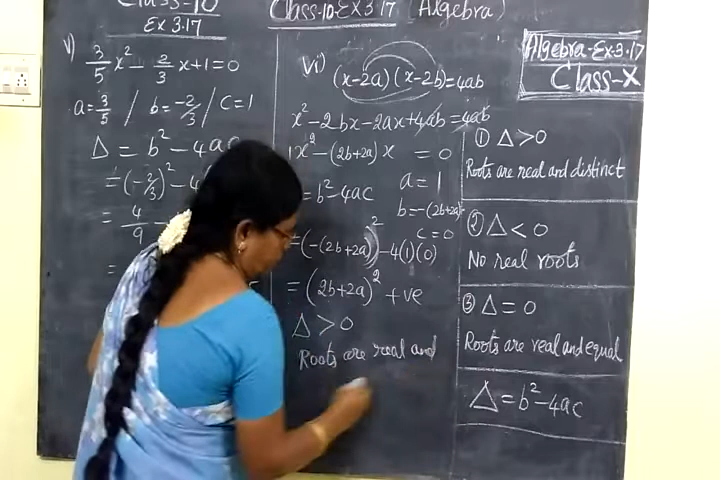 Class-10
Ex 3.17
v) 3/5 x² - 2/3 x+1=0
a=3/5 / b=-2/3 / c=1
Δ = b² - 4ac
=(-2/3)² - 4
= 4/9 -
=
Class-10-EX 3.17 (Algebra)
vi) (x-2a)(x-2b)=4ab
x²-2bx-2ax+4ab=4ab
1x²-(2b+2a)x = 0
= b²-4ac
a=1
b=-(2b+2a)
c=0
=(-(2b+2a))²-4(1)(0)
= (2b+2a)² +ve
Δ > 0
Roots are real and
Algebra-Ex-3.17
Class-X
① Δ>0
Roots are real and distinct
② Δ < 0
No real roots
③ Δ = 0
Roots are real and equal
Δ = b²-4ac